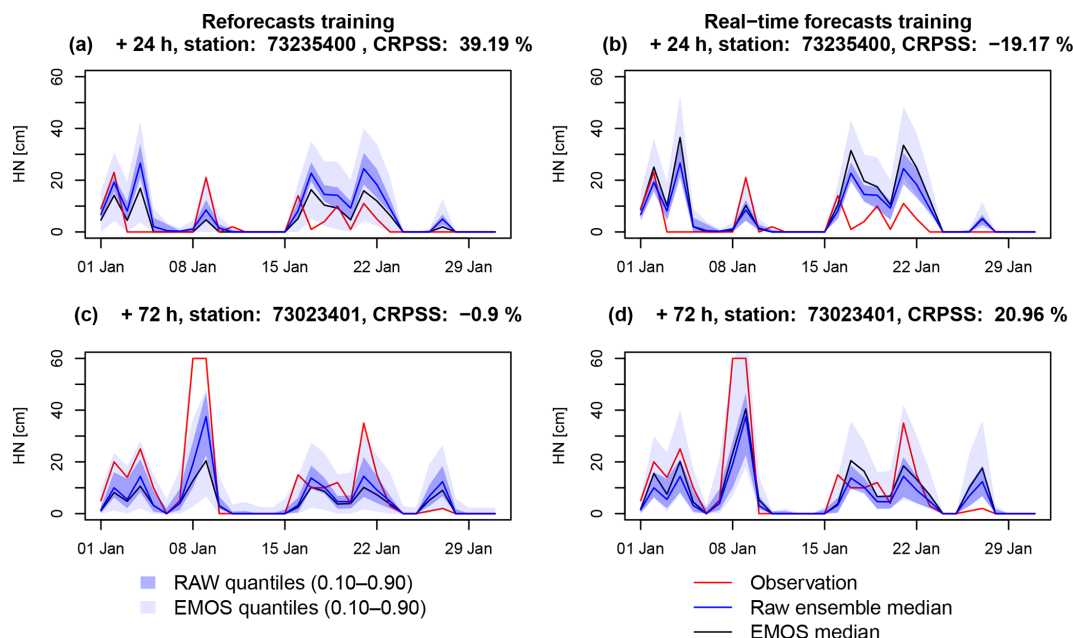 Reforecasts training
(a) + 24 h, station: 73235400 , CRPSS: 39.19 %
60
40
20
0
HN [cm]
01 Jan 08 Jan 15 Jan 22 Jan 29 Jan
Real−time forecasts training
(b) + 24 h, station: 73235400, CRPSS: −19.17 %
60
40
20
0
HN [cm]
01 Jan 08 Jan 15 Jan 22 Jan 29 Jan
(c) + 72 h, station: 73023401, CRPSS: −0.9 %
60
40
20
0
HN [cm]
01 Jan 08 Jan 15 Jan 22 Jan 29 Jan
(d) + 72 h, station: 73023401, CRPSS: 20.96 %
60
40
20
0
HN [cm]
01 Jan 08 Jan 15 Jan 22 Jan 29 Jan
RAW quantiles (0.10–0.90)
EMOS quantiles (0.10–0.90)
Observation
Raw ensemble median
EMOS median